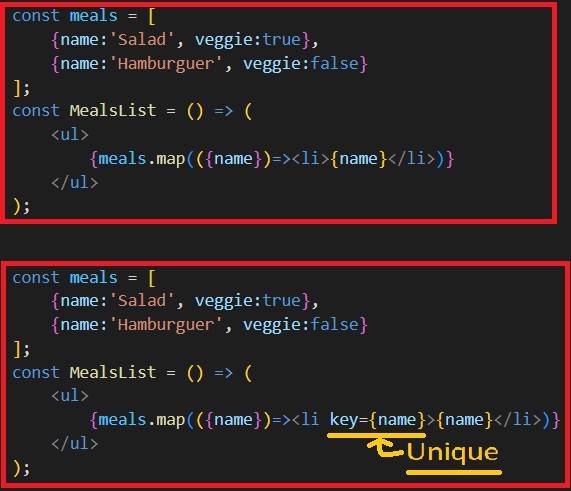 const meals = [
    {name:'Salad', veggie:true},
    {name:'Hamburguer', veggie:false}
];
const MealsList = () => (
    <ul>
        {meals.map(({name})=><li>{name}</li>)}
    </ul>
);
const meals = [
    {name:'Salad', veggie:true},
    {name:'Hamburguer', veggie:false}
];
const MealsList = () => (
    <ul>
        {meals.map(({name})=><li key={name}>{name}</li>)}
    </ul>
Unique
);